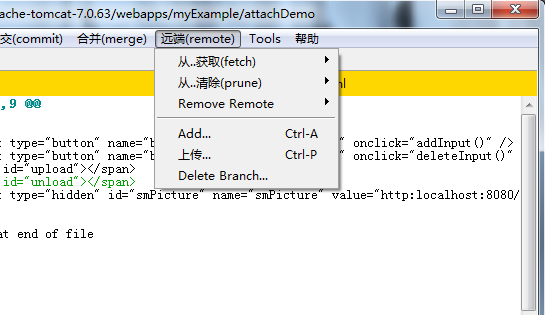 ache-tomcat-7.0.63/webapps/myExample/attachDemo
交(commit) 合并(merge) 远端(remote) Tools 帮助
从..获取(fetch)
从..清除(prune)
Remove Remote
Add... Ctrl-A
上传... Ctrl-P
Delete Branch...
,9 @@
type="button" name="b " onclick="addInput()" />
type="button" name="b " onclick="deleteInput()"
id="upload"></span>
id="unload"></span>
type="hidden" id="smPicture" name="smPicture" value="http:localhost:8080/
at end of file